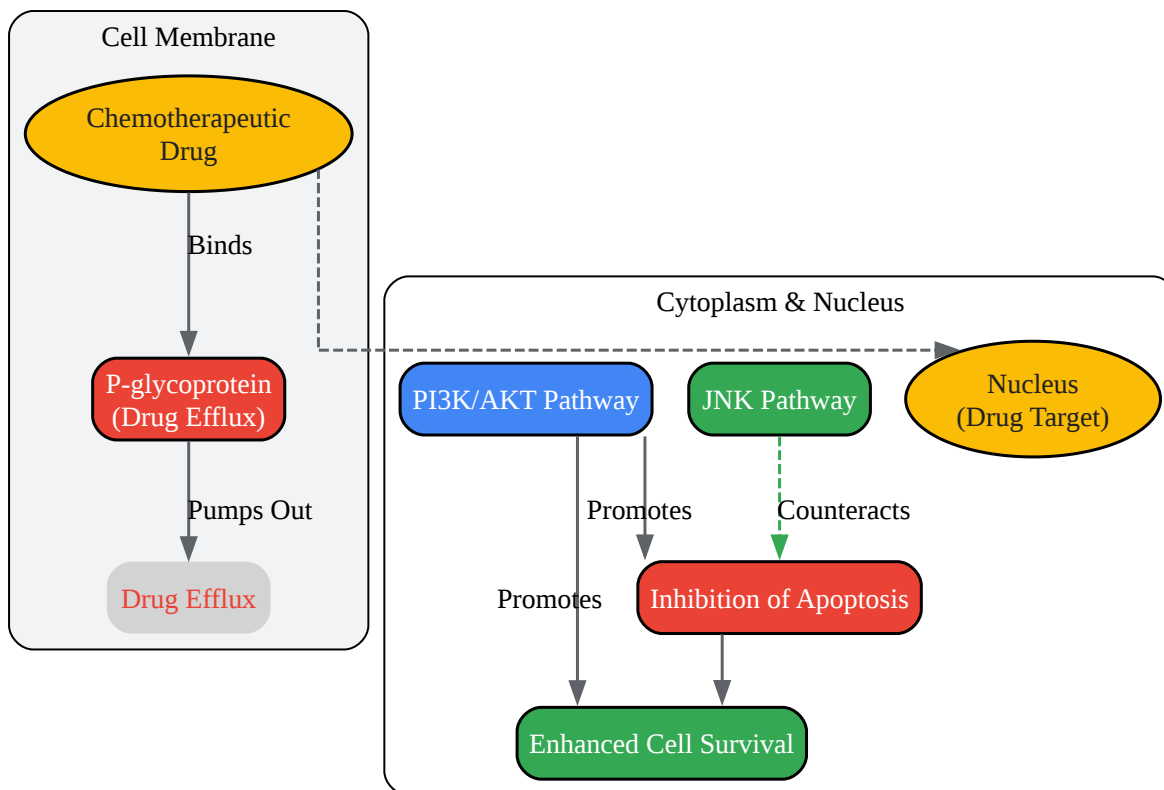 Cell Membrane
Chemotherapeutic
Drug
Binds
P-glycoprotein
(Drug Efflux)
Pumps Out
Drug Efflux
Cytoplasm & Nucleus
PI3K/AKT Pathway
JNK Pathway
Nucleus
(Drug Target)
Promotes
Counteracts
Promotes
Inhibition of Apoptosis
Enhanced Cell Survival